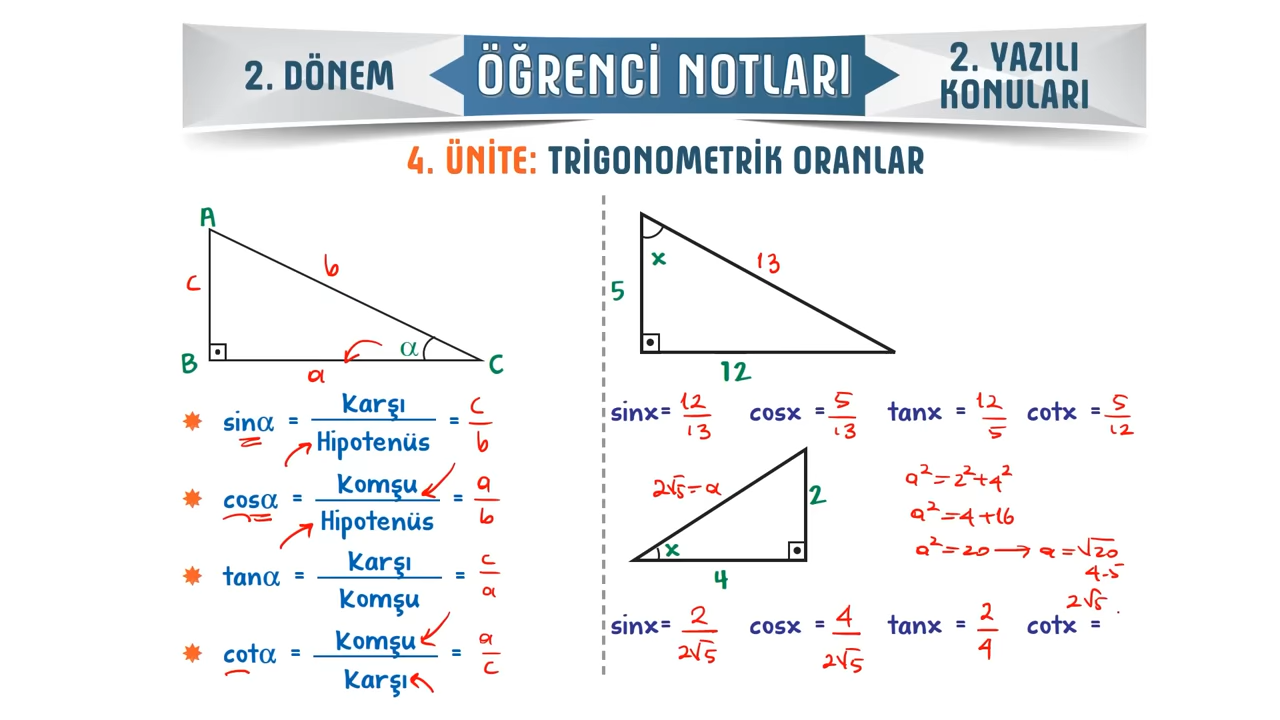 2. DÖNEM
ÖĞRENCİ NOTLARI
2. YAZILI
KONULARI
4. ÜNİTE: TRİGONOMETRİK ORANLAR
A
c
b
B
α
C
a
sinα = Karşı / Hipotenüs = c / b
cosα = Komşu / Hipotenüs = a / b
tanα = Karşı / Komşu = c / a
cotα = Komşu / Karşı = a / c
x
13
5
12
sinx= 12/13 cosx = 5/13 tanx = 12/5 cotx = 5/12
2√5 = a
2
x
4
a² = 2² + 4²
a² = 4 + 16
a² = 20 → a = √20
4·5
2√5
sinx= 2/2√5 cosx = 4/2√5 tanx = 2/4 cotx =